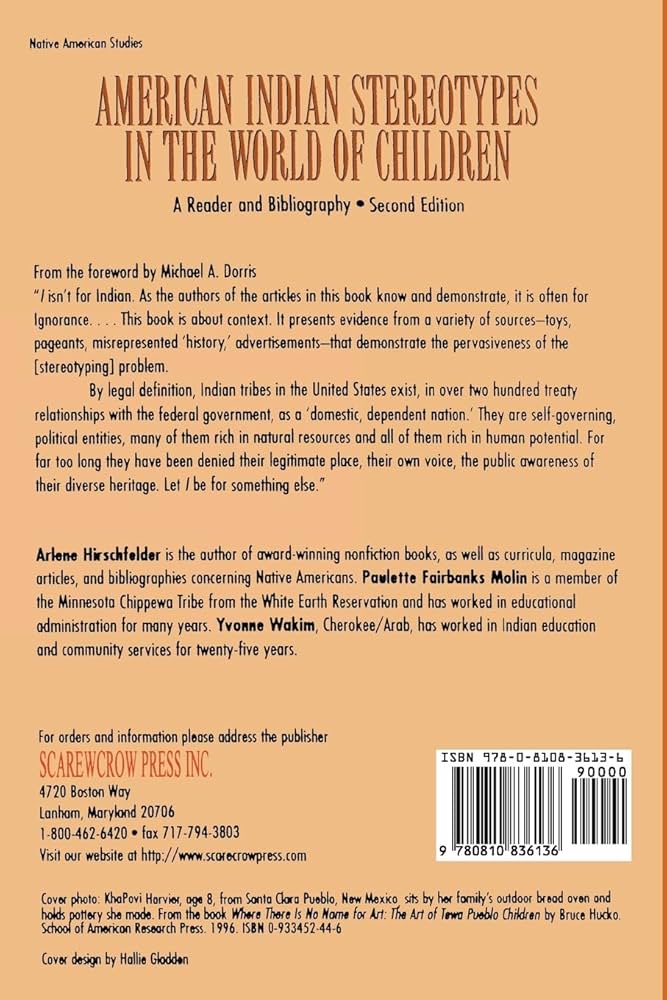 Native American Studies
AMERICAN INDIAN STEREOTYPES
IN THE WORLD OF CHILDREN
A Reader and Bibliography • Second Edition
From the foreword by Michael A. Dorris
“I isn’t for Indian. As the authors of the articles in this book know and demonstrate, it is often for
Ignorance. . . . This book is about context. It presents evidence from a variety of sources—toys,
pageants, misrepresented ‘history,’ advertisements—that demonstrate the pervasiveness of the
[stereotyping] problem.
By legal definition, Indian tribes in the United States exist, in over two hundred treaty
relationships with the federal government, as a ‘domestic, dependent nation.’ They are self-governing,
political entities, many of them rich in natural resources and all of them rich in human potential. For
far too long they have been denied their legitimate place, their own voice, the public awareness of
their diverse heritage. Let I be for something else.”
Arlene Hirschfelder is the author of award-winning nonfiction books, as well as curricula, magazine
articles, and bibliographies concerning Native Americans. Paulette Fairbanks Molin is a member of
the Minnesota Chippewa Tribe from the White Earth Reservation and has worked in educational
administration for many years. Yvonne Wakim, Cherokee/Arab, has worked in Indian education
and community services for twenty-five years.
For orders and information please address the publisher
SCAREWCROW PRESS INC.
4720 Boston Way
Lanham, Maryland 20706
1-800-462-6420 • fax 717-794-3803
Visit our website at http://www.scarecrowpress.com
ISBN 978-0-8108-3613-6
90000
9 780810 836136
Cover photo: KhaPovi Harvier, age 8, from Santa Clara Pueblo, New Mexico sits by her family’s outdoor bread oven and
holds pottery she made. From the book Where There Is No Name for Art: The Art of Tewa Pueblo Children by Bruce Hucko.
School of American Research Press. 1996. ISBN 0-933452-44-6
Cover design by Hallie Gladden